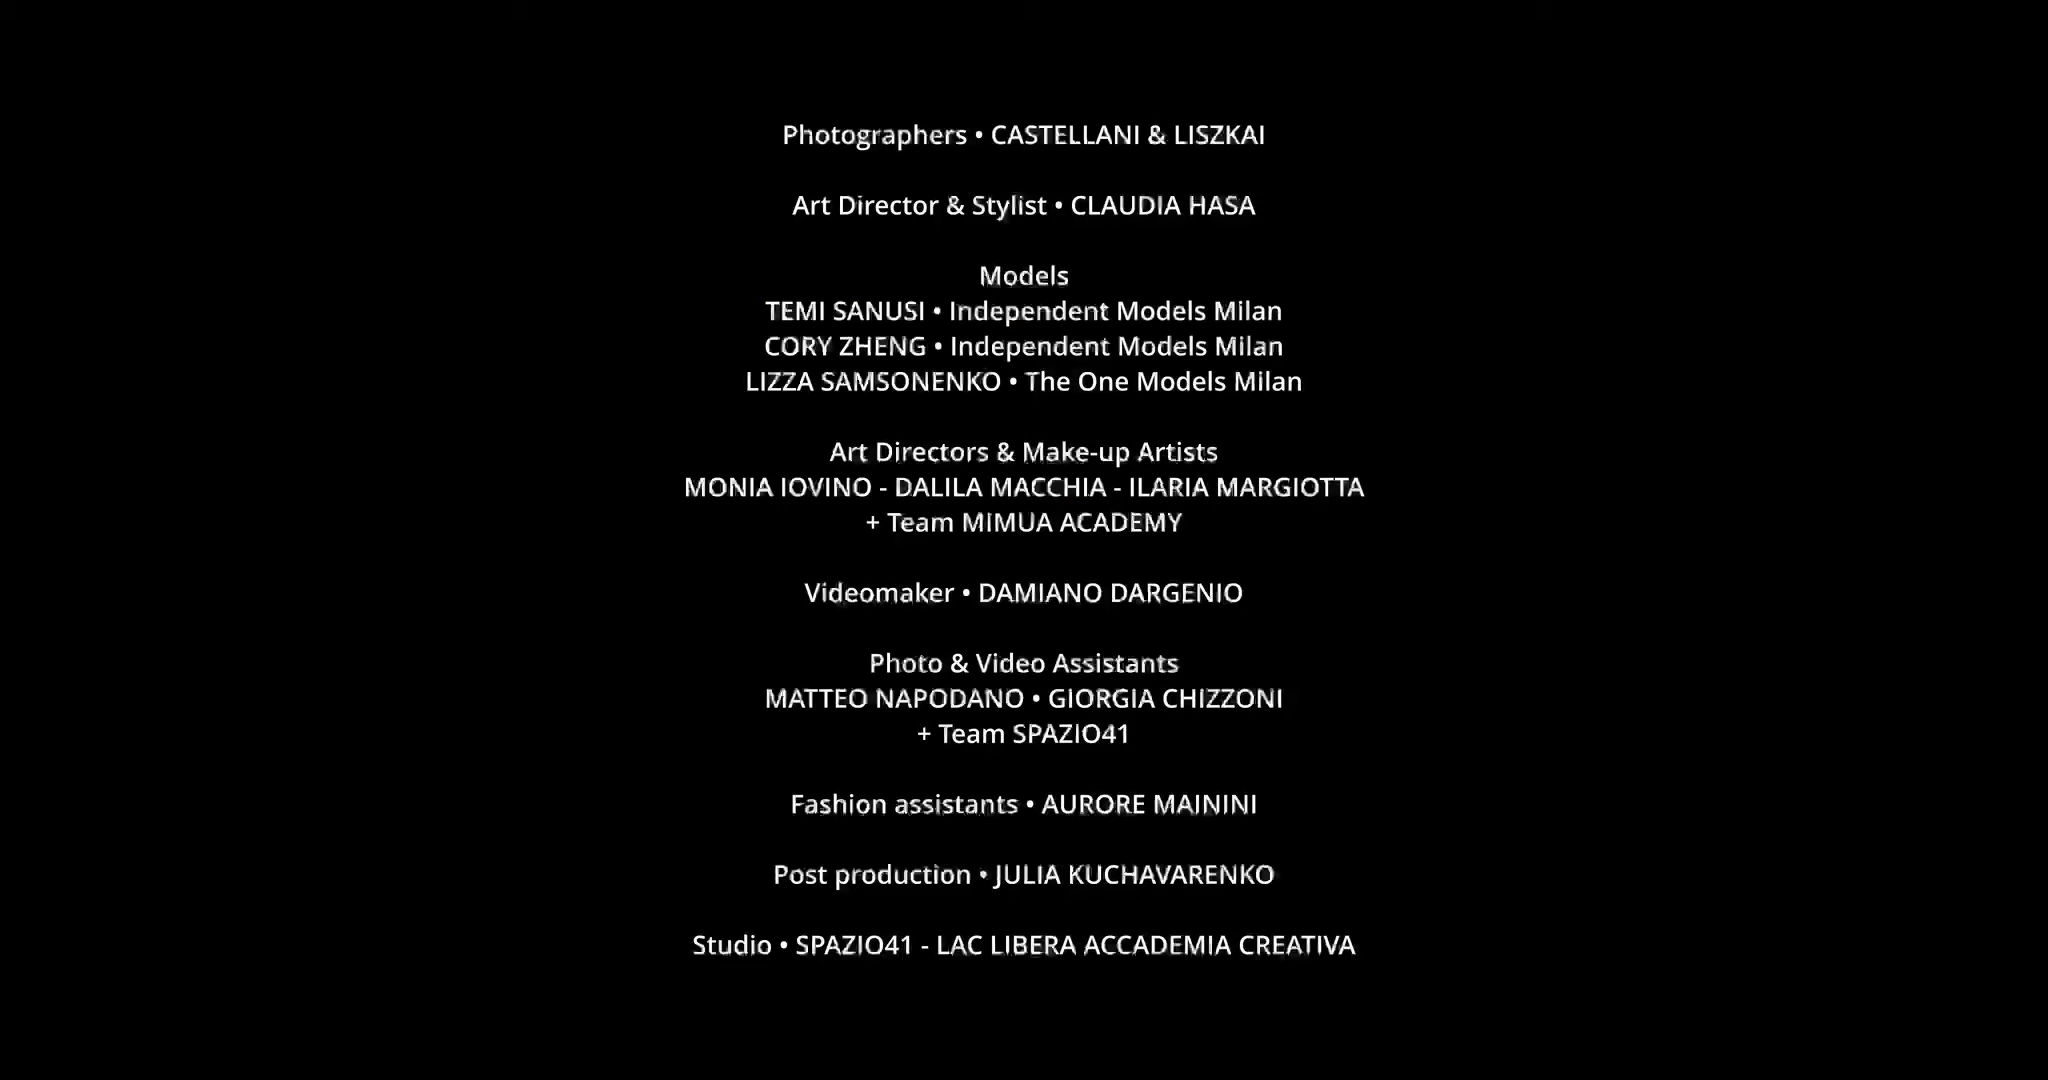 Photographers • CASTELLANI & LISZKAI
Art Director & Stylist • CLAUDIA HASA
Models
TEMI SANUSI • Independent Models Milan
CORY ZHENG • Independent Models Milan
LIZZA SAMSONENKO • The One Models Milan
Art Directors & Make-up Artists
MONIA IOVINO - DALILA MACCHIA - ILARIA MARGIOTTA
+ Team MIMUA ACADEMY
Videomaker • DAMIANO DARGENIO
Photo & Video Assistants
MATTEO NAPODANO • GIORGIA CHIZZONI
+ Team SPAZIO41
Fashion assistants • AURORE MAININI
Post production • JULIA KUCHAVARENKO
Studio • SPAZIO41 - LAC LIBERA ACCADEMIA CREATIVA